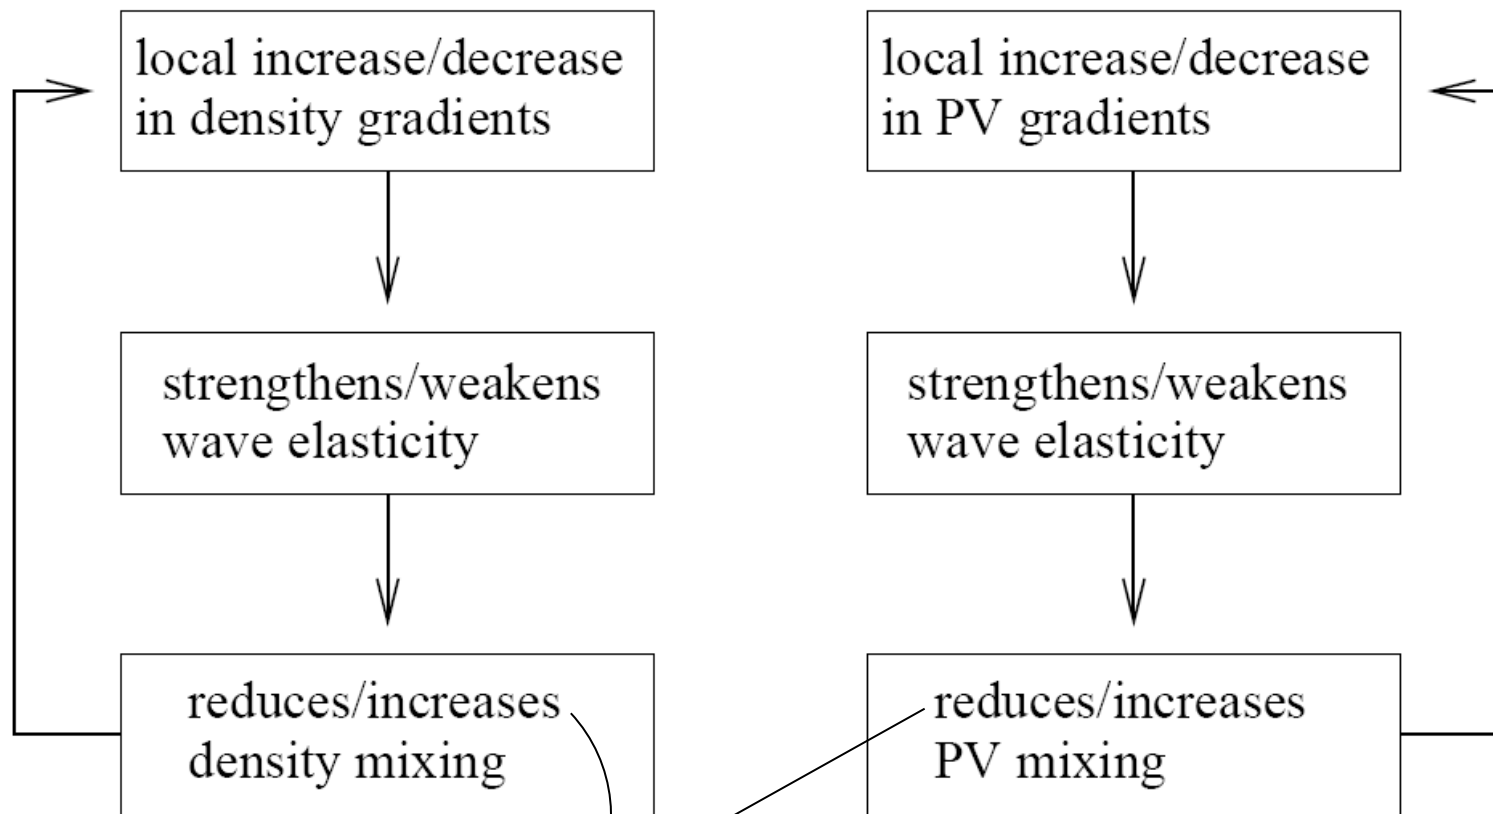 local increase/decrease
in density gradients
strengthens/weakens
wave elasticity
reduces/increases
density mixing
local increase/decrease
in PV gradients
strengthens/weakens
wave elasticity
reduces/increases
PV mixing